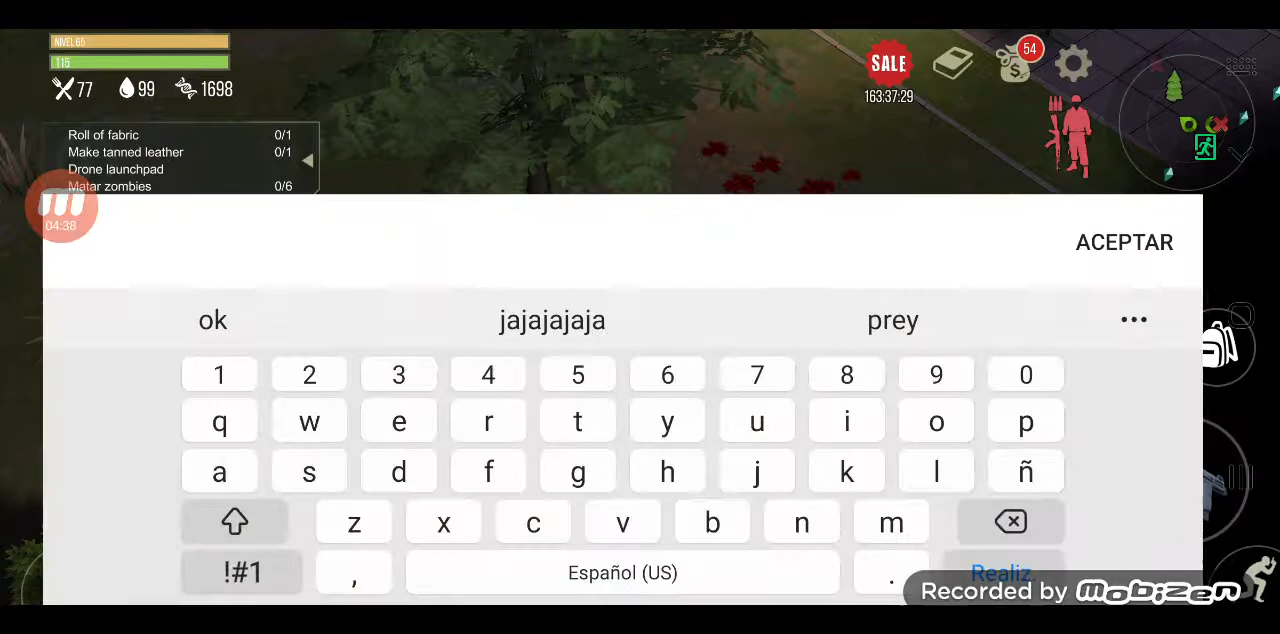 NIVEL 65
115
77 99 1698
SALE
163:37:29
54
Roll of fabric 0/1
Make tanned leather 0/1
Drone launchpad
Matar zombies 0/6
04:38
ACEPTAR
ok jajajajaja prey •••
1 2 3 4 5 6 7 8 9 0
q w e r t y u i o p
a s d f g h j k l ñ
z x c v b n m
!#1 , Español (US) . Realiz.
Recorded by mobizen